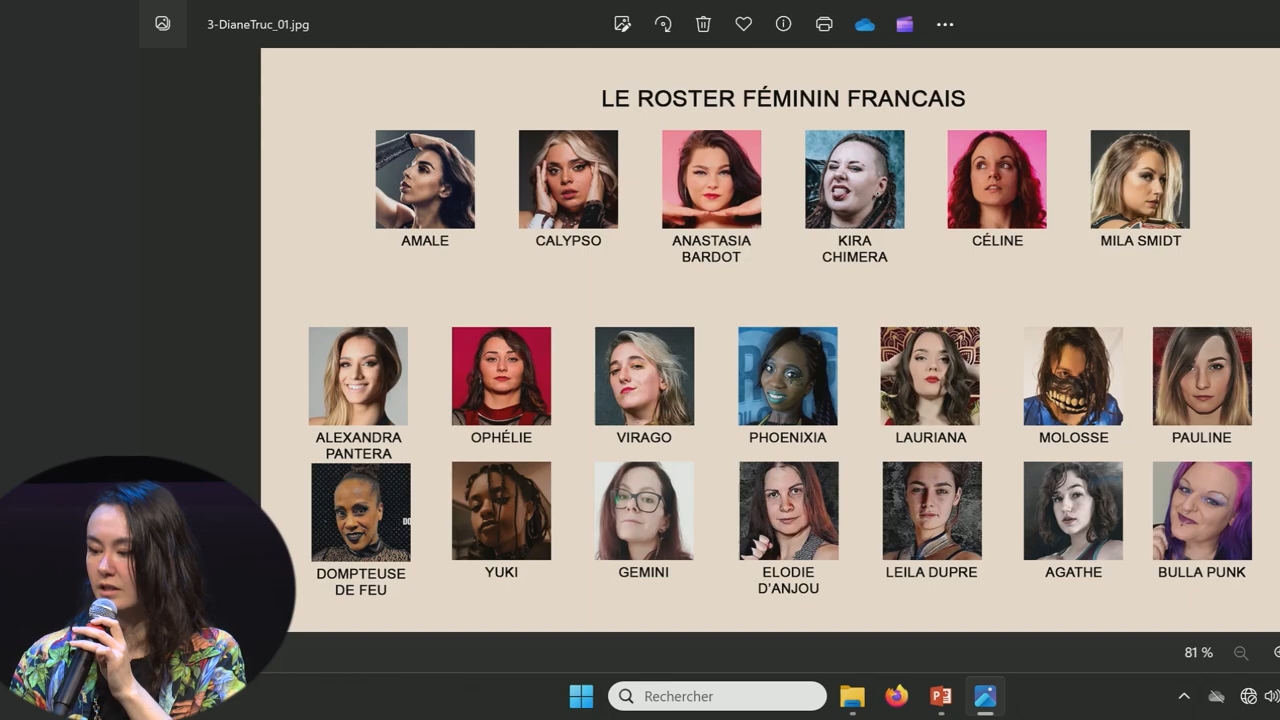 3-DianeTruc_01.jpg
LE ROSTER FÉMININ FRANCAIS
AMALE
CALYPSO
ANASTASIA
BARDOT
KIRA
CHIMERA
CÉLINE
MILA SMIDT
ALEXANDRA
PANTERA
OPHÉLIE
VIRAGO
PHOENIXIA
LAURIANA
MOLOSSE
PAULINE
DOMPTEUSE
DE FEU
YUKI
GEMINI
ELODIE
D'ANJOU
LEILA DUPRE
AGATHE
BULLA PUNK
81 %
Rechercher